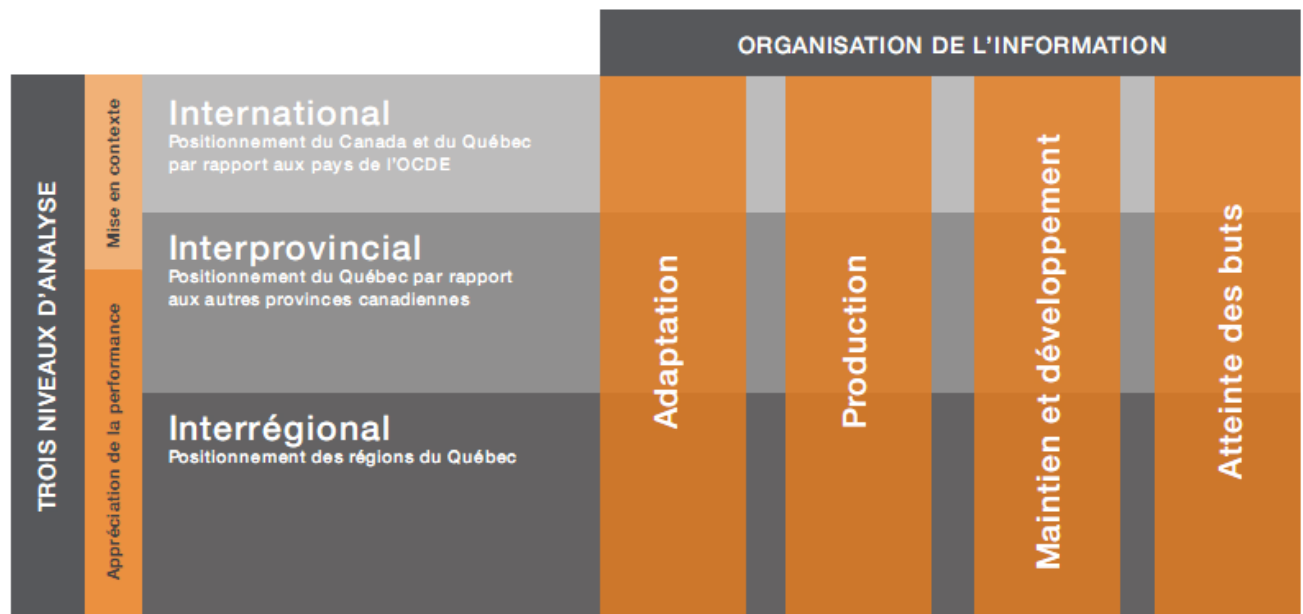 ORGANISATION DE L'INFORMATION
TROIS NIVEAUX D'ANALYSE
Mise en contexte
Appréciation de la performance
International
Positionnement du Canada et du Québec
par rapport aux pays de l'OCDE
Interprovincial
Positionnement du Québec par rapport
aux autres provinces canadiennes
Interrégional
Positionnement des régions du Québec
Adaptation
Production
Maintien et développement
Atteinte des buts